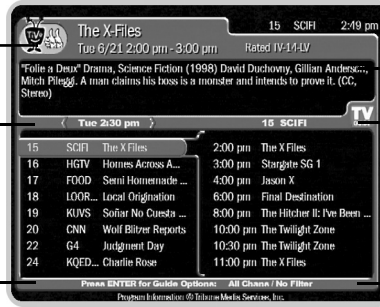 TiVo
The X-Files
15 SCIFI 2:49 pm
Tue 6/21 2:00 pm - 3:00 pm Rated TV-14-LV
"Folie a Deux" Drama, Science Fiction (1998) David Duchovny, Gillian Anderson,
Mitch Pileggi. A man claims his boss is a monster and intends to prove it. (CC,
Stereo)
TV
Tue 2:30 pm 15 SCIFI
15 SCIFI The X-Files 2:00 pm The X Files
16 HGTV Homes Across A... 3:00 pm Stargate SG 1
17 FOOD Semi Homemade ... 4:00 pm Jason X
18 LOOR... Local Origination 6:00 pm Final Destination
19 KUVS Soñar No Cuesta ... 8:00 pm The Hitcher II: I've Been ...
20 CNN Wolf Blitzer Reports 10:00 pm The Twilight Zone
22 G4 Judgment Day 10:30 pm The Twilight Zone
24 KQED... Charlie Rose 11:00 pm The X Files
Press ENTER for Guide Options: All Chans / No Filter
Program Information © Tribune Media Services, Inc.